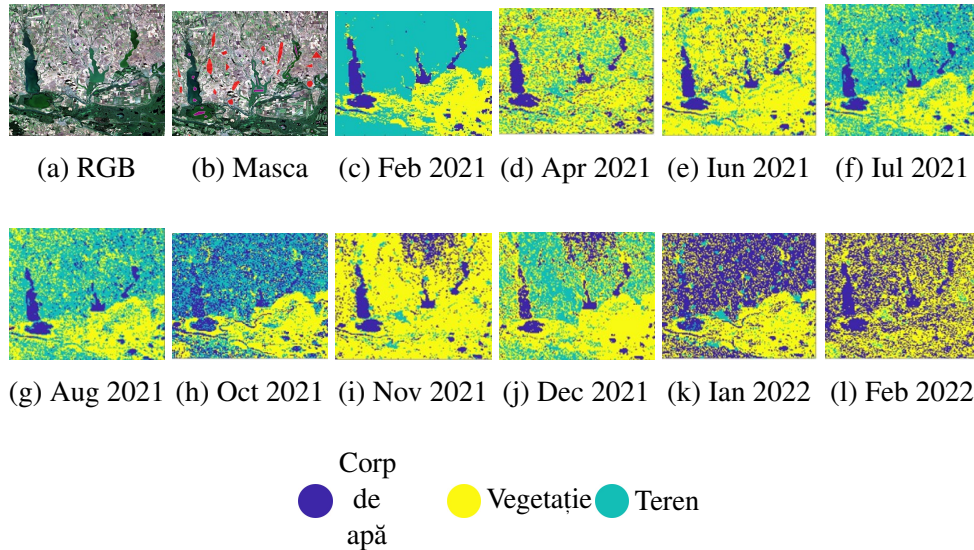 (a) RGB
(b) Masca
(c) Feb 2021
(d) Apr 2021
(e) Iun 2021
(f) Iul 2021
(g) Aug 2021
(h) Oct 2021
(i) Nov 2021
(j) Dec 2021
(k) Ian 2022
(l) Feb 2022
Corp
de
apă
Vegetație
Teren